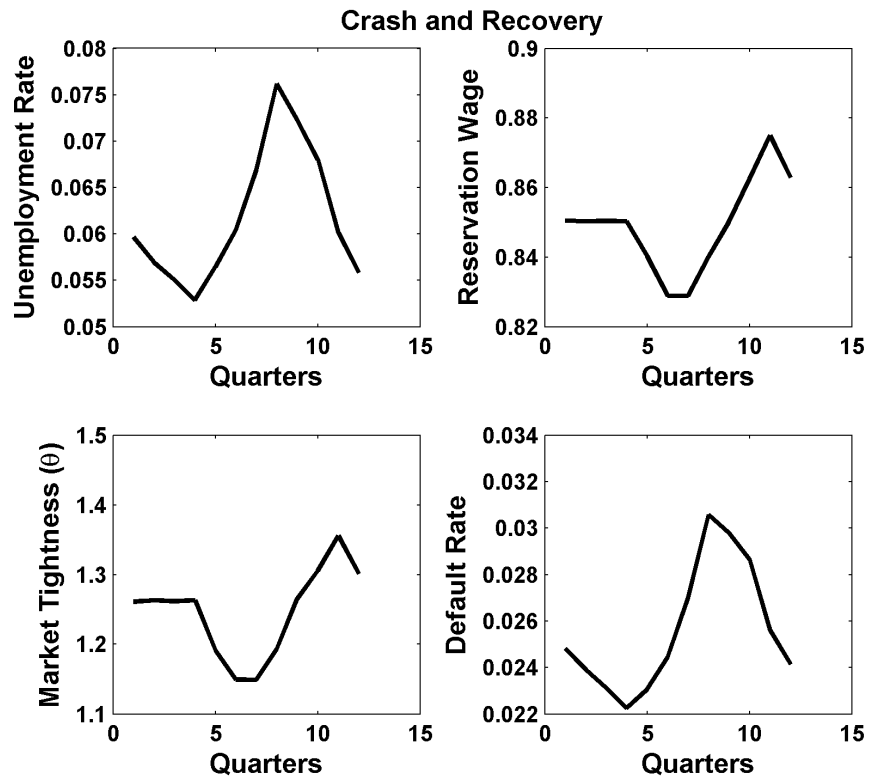 Crash and Recovery
Unemployment Rate
0.08
0.075
0.07
0.065
0.06
0.055
0.05
0 5 10 15
Quarters
Reservation Wage
0.9
0.88
0.86
0.84
0.82
0 5 10 15
Quarters
Market Tightness (θ)
1.5
1.4
1.3
1.2
1.1
0 5 10 15
Quarters
Default Rate
0.034
0.032
0.03
0.028
0.026
0.024
0.022
0 5 10 15
Quarters